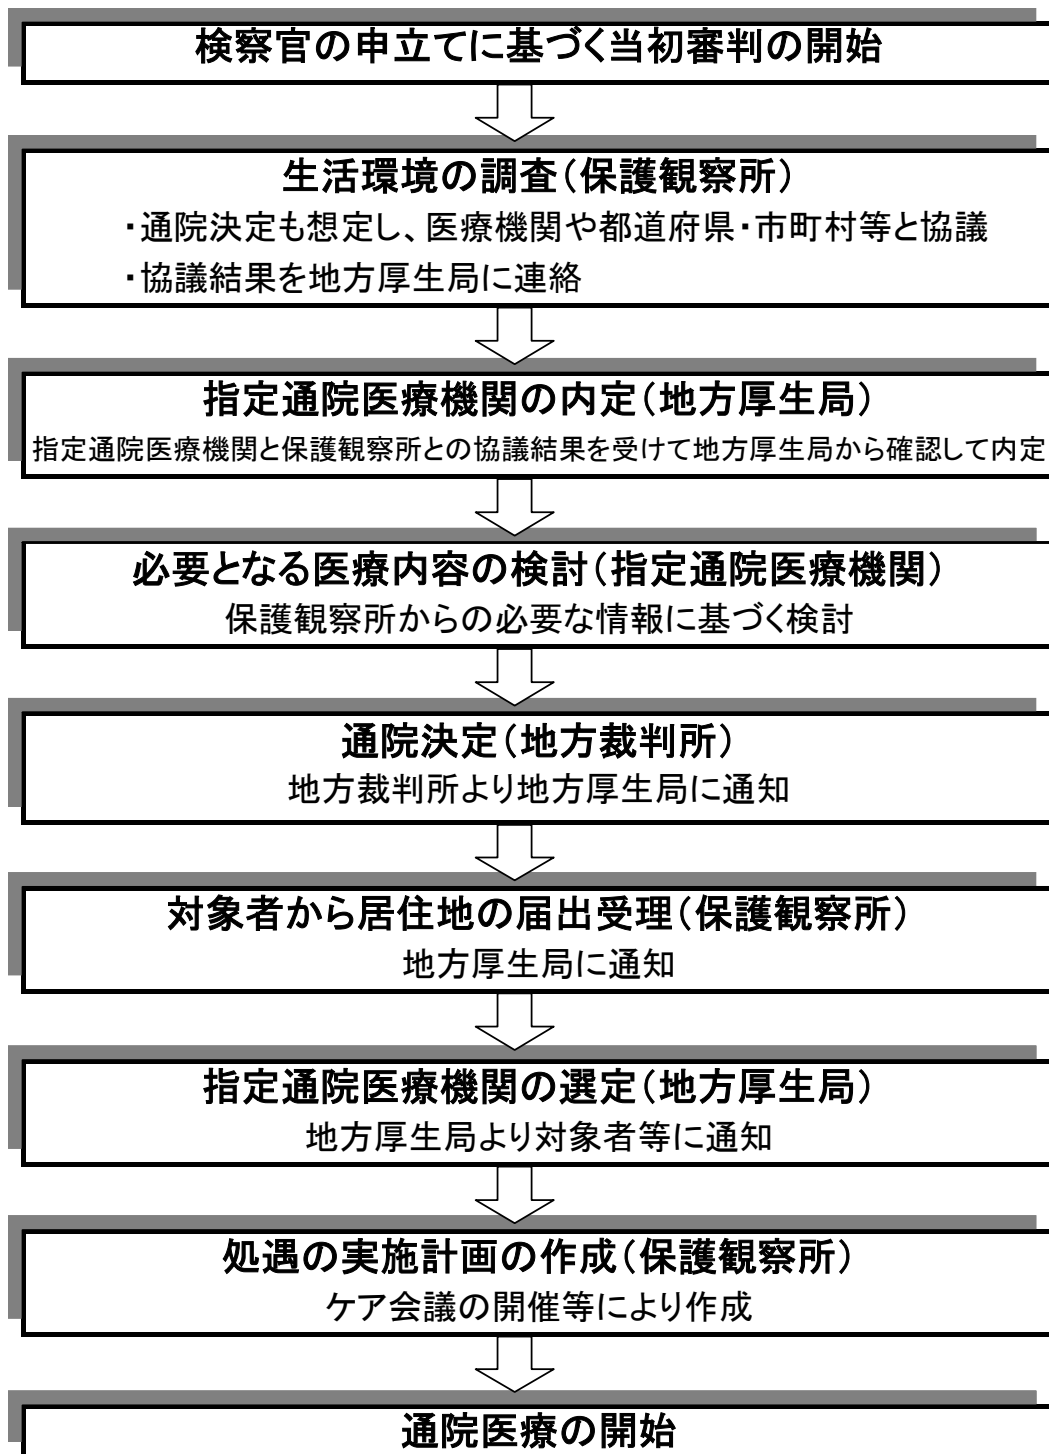 検察官の申立てに基づく当初審判の開始
生活環境の調査（保護観察所）
・通院決定も想定し、医療機関や都道府県・市町村等と協議
・協議結果を地方厚生局に連絡
指定通院医療機関の内定（地方厚生局）
指定通院医療機関と保護観察所との協議結果を受けて地方厚生局から確認して内定
必要となる医療内容の検討（指定通院医療機関）
保護観察所からの必要な情報に基づく検討
通院決定（地方裁判所）
地方裁判所より地方厚生局に通知
対象者から居住地の届出受理（保護観察所）
地方厚生局に通知
指定通院医療機関の選定（地方厚生局）
地方厚生局より対象者等に通知
処遇の実施計画の作成（保護観察所）
ケア会議の開催等により作成
通院医療の開始